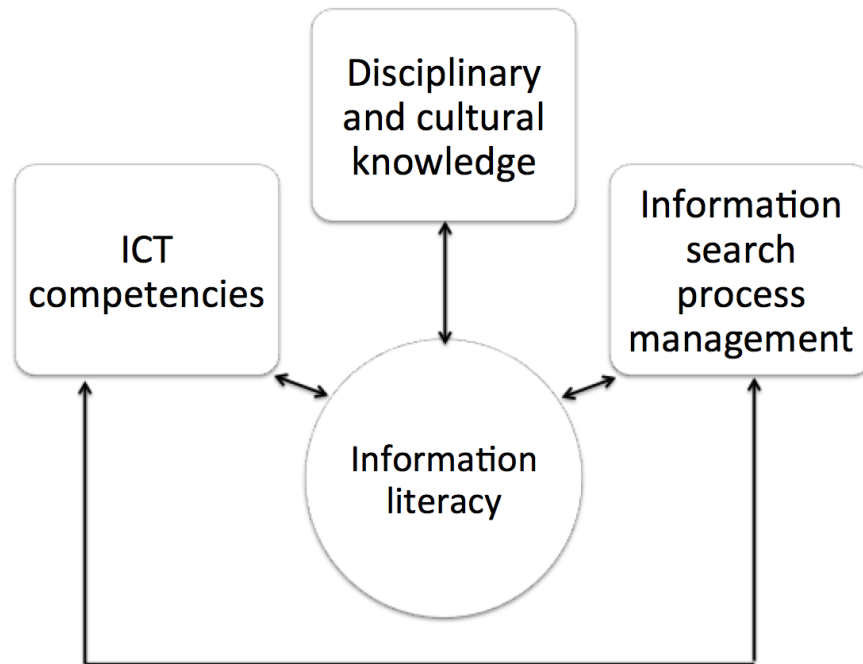 Disciplinary
and cultural
knowledge
ICT
competencies
Information
search
process
management
Information
literacy